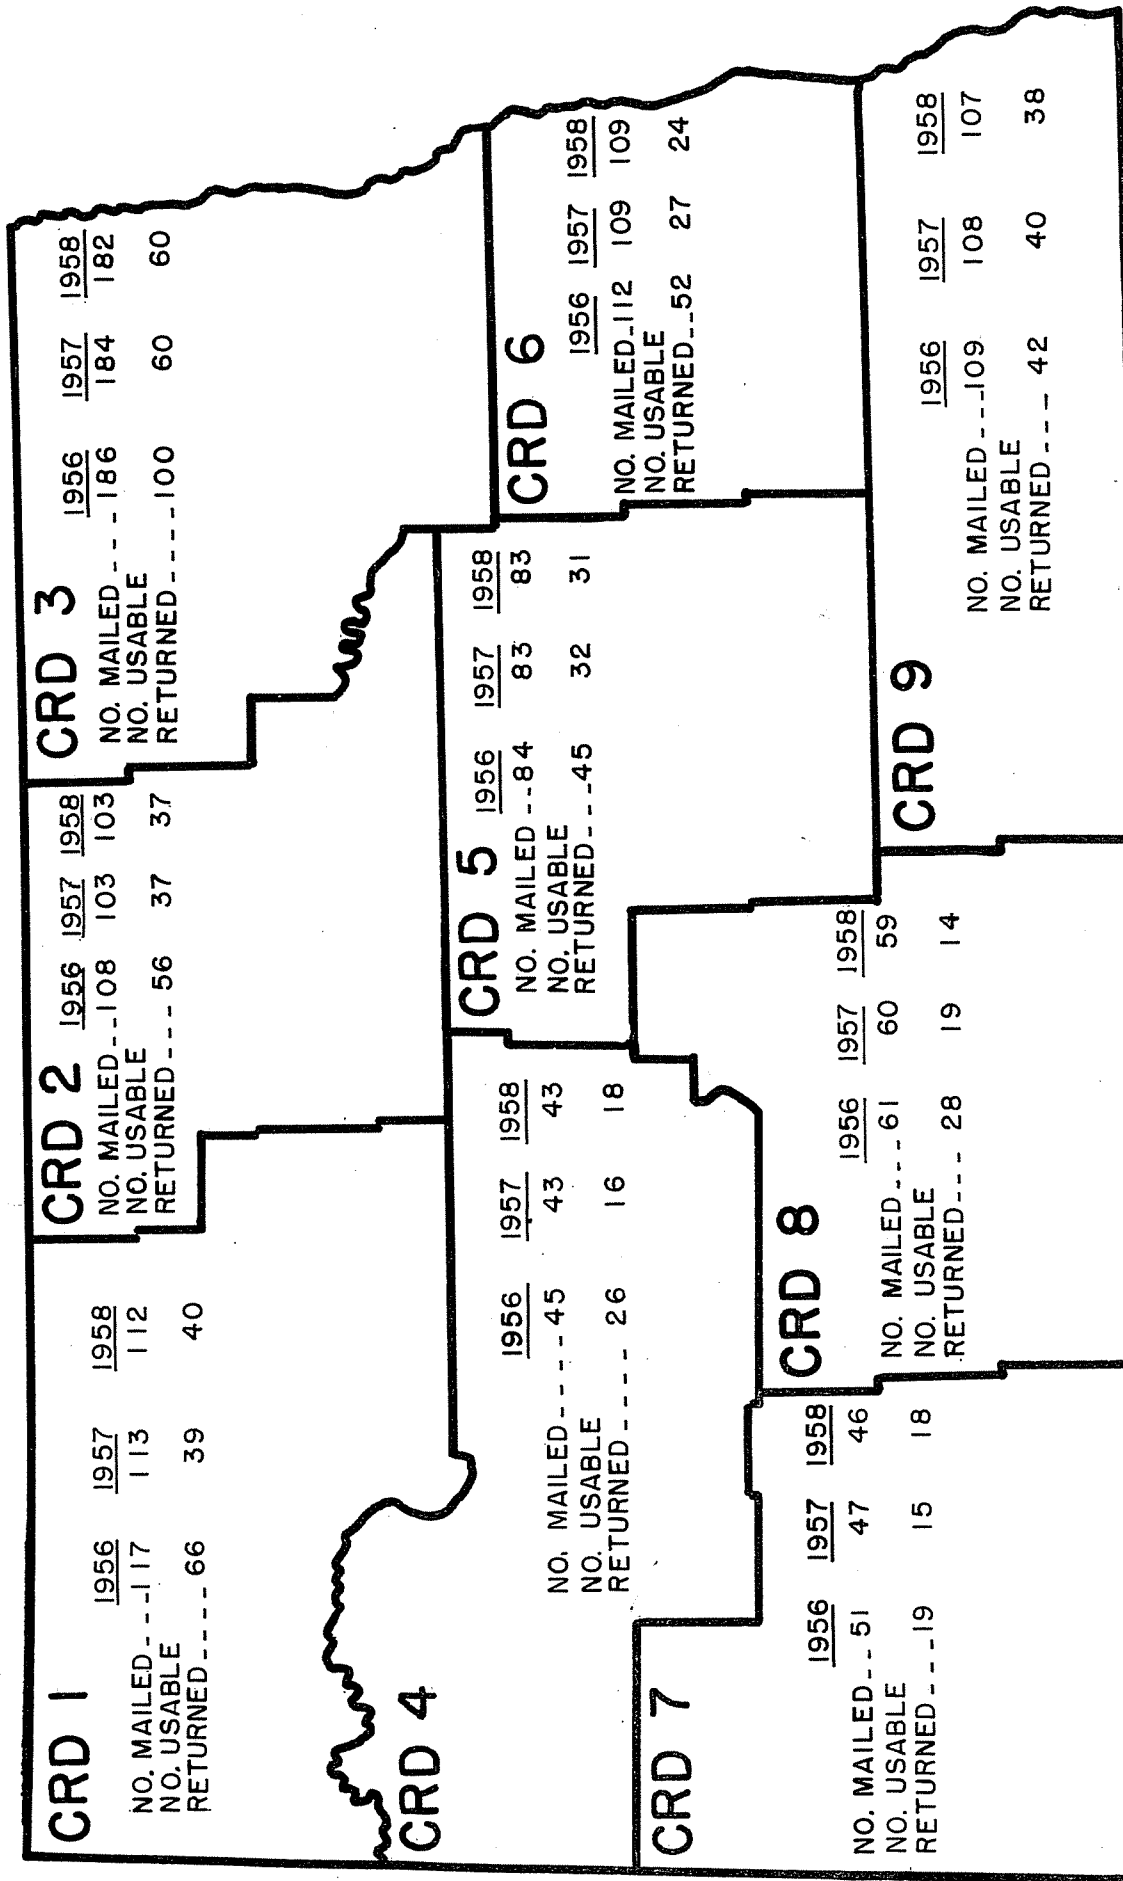 CRD 1
1956 1957 1958
NO. MAILED---117 113 112
NO. USABLE
RETURNED----66 39 40
CRD 2
1956 1957 1958
NO. MAILED--108 103 103
NO. USABLE
RETURNED--- 56 37 37
CRD 3
1956 1957 1958
NO. MAILED ---186 184 182
NO. USABLE
RETURNED----100 60 60
CRD 4
1956 1957 1958
NO. MAILED----45 43 43
NO. USABLE
RETURNED----- 26 16 18
CRD 5
1956 1957 1958
NO. MAILED --84 83 83
NO. USABLE
RETURNED---45 32 31
CRD 6
1956 1957 1958
NO. MAILED-112 109 109
NO. USABLE
RETURNED--52 27 24
CRD 7
1956 1957 1958
NO. MAILED--51 47 46
NO. USABLE
RETURNED---19 15 18
CRD 8
1956 1957 1958
NO. MAILED---61 60 59
NO. USABLE
RETURNED--- 28 19 14
CRD 9
1956 1957 1958
NO. MAILED---109 108 107
NO. USABLE
RETURNED--- 42 40 38